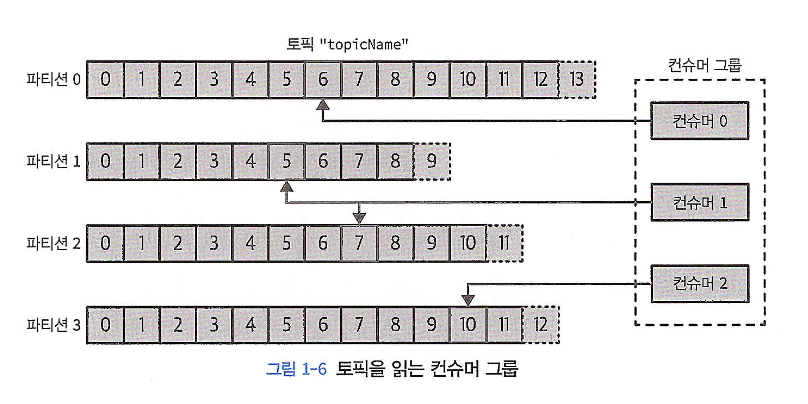 토픽 "topicName"
컨슈머 그룹
파티션 0 0 1 2 3 4 5 6 7 8 9 10 11 12 13
컨슈머 0
파티션 1 0 1 2 3 4 5 6 7 8 9
컨슈머 1
파티션 2 0 1 2 3 4 5 6 7 8 9 10 11
컨슈머 2
파티션 3 0 1 2 3 4 5 6 7 8 9 10 11 12
그림 1-6 토픽을 읽는 컨슈머 그룹